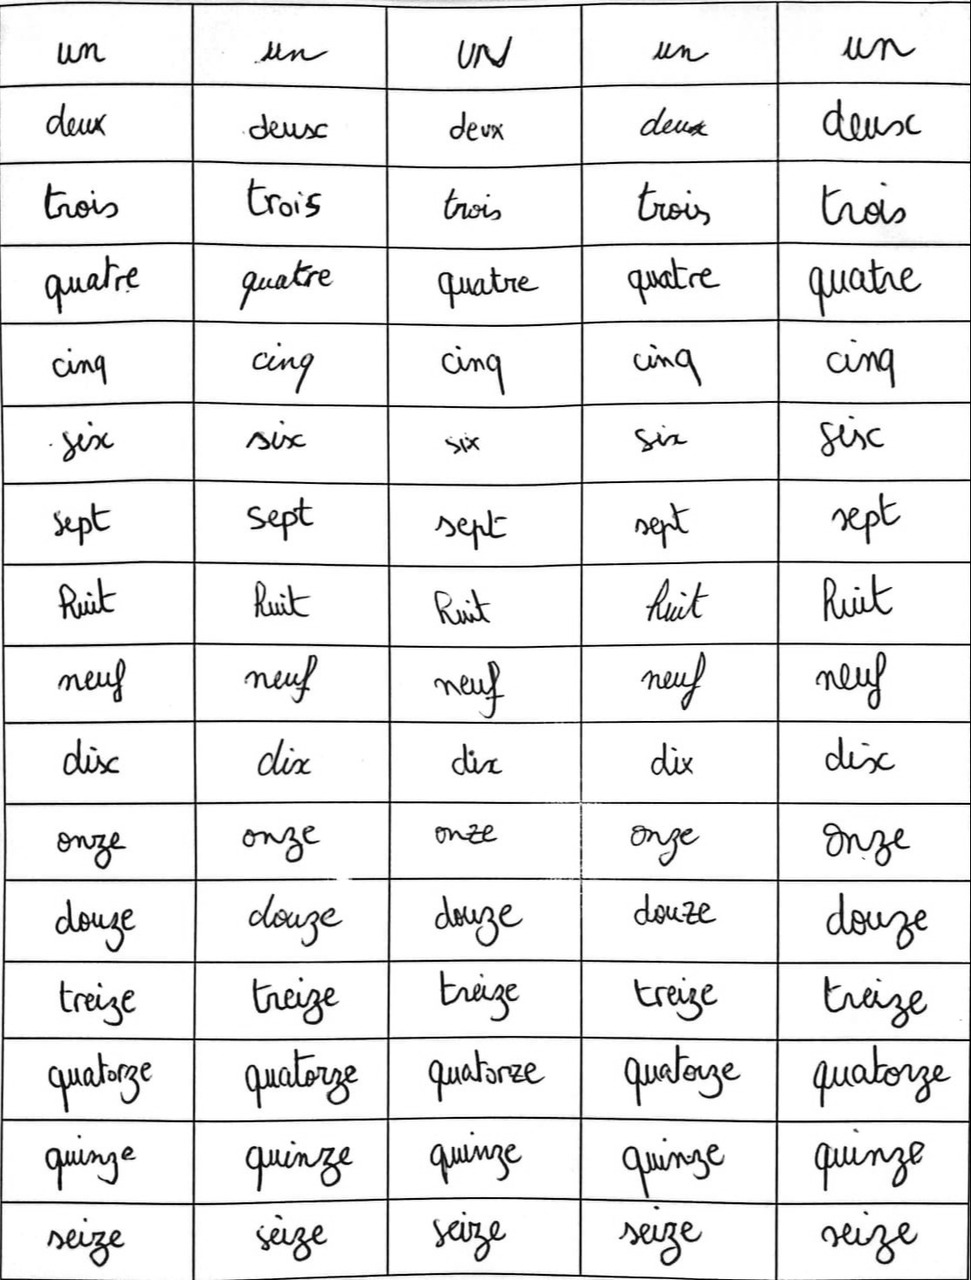 un un UN un un
deux deux deux deux deux
trois trois trois trois trois
quatre quatre quatre quatre quatre
cinq cinq cinq cinq cinq
six six six six six
sept sept sept sept sept
huit huit huit huit huit
neuf neuf neuf neuf neuf
dix dix dix dix dix
onze onze onze onze onze
douze douze douze douze douze
treize treize treize treize treize
quatorze quatorze quatorze quatorze quatorze
quinze quinze quinze quinze quinze
seize seize seize seize seize